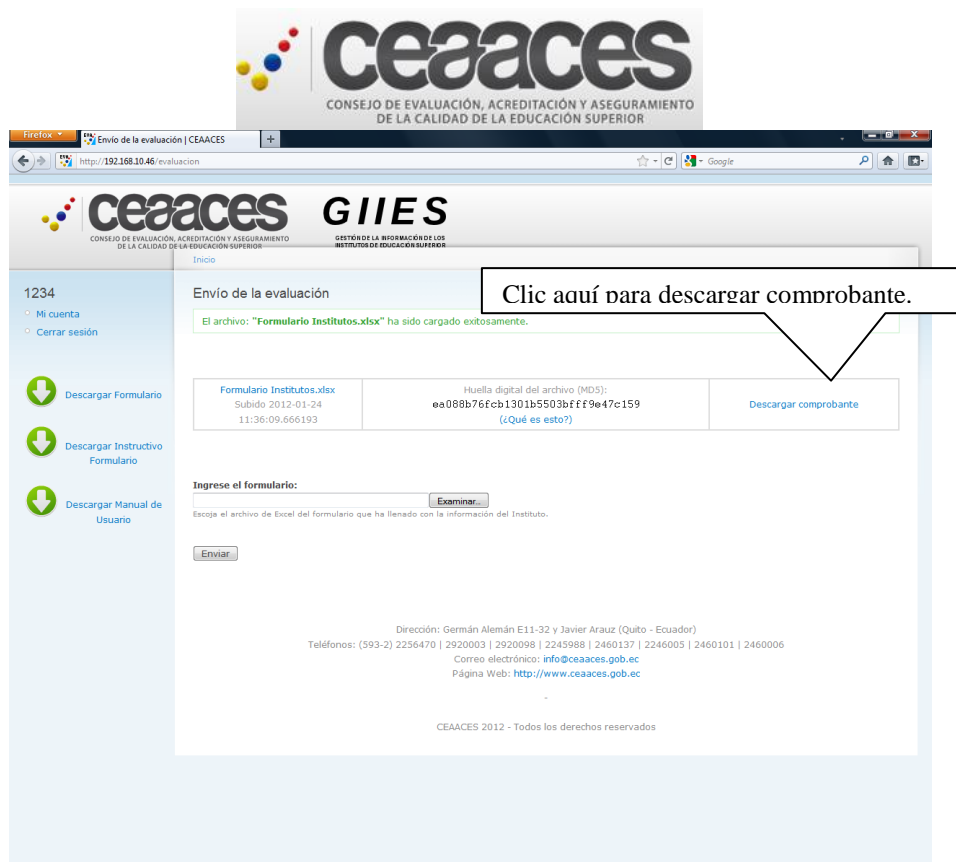 ceaaces
CONSEJO DE EVALUACIÓN, ACREDITACIÓN Y ASEGURAMIENTO
DE LA CALIDAD DE LA EDUCACIÓN SUPERIOR
Firefox
Envío de la evaluación | CEAACES
+
http://192.168.10.46/evaluacion
Google
ceaaces
CONSEJO DE EVALUACIÓN, ACREDITACIÓN Y ASEGURAMIENTO
DE LA CALIDAD DE LA EDUCACIÓN SUPERIOR
GIIES
GESTIÓN DE LA INFORMACIÓN DE LOS
INSTITUTOS DE EDUCACIÓN SUPERIOR
Inicio
1234
Mi cuenta
Cerrar sesión
Descargar Formulario
Descargar Instructivo
Formulario
Descargar Manual de
Usuario
Envío de la evaluación
Clic aquí para descargar comprobante.
El archivo: "Formulario Institutos.xlsx" ha sido cargado exitosamente.
Formulario Institutos.xlsx
Subido 2012-01-24
11:36:09.666193
Huella digital del archivo (MD5):
ea088b76fcb1301b5503bfff9e47c159
(¿Qué es esto?)
Descargar comprobante
Ingrese el formulario:
Examinar...
Escoja el archivo de Excel del formulario que ha llenado con la información del Instituto.
Enviar
Dirección: Germán Alemán E11-32 y Javier Arauz (Quito - Ecuador)
Teléfonos: (593-2) 2256470 | 2920003 | 2920098 | 2245988 | 2460137 | 2246005 | 2460101 | 2460006
Correo electrónico: info@ceaaces.gob.ec
Página Web: http://www.ceaaces.gob.ec
-
CEAACES 2012 - Todos los derechos reservados